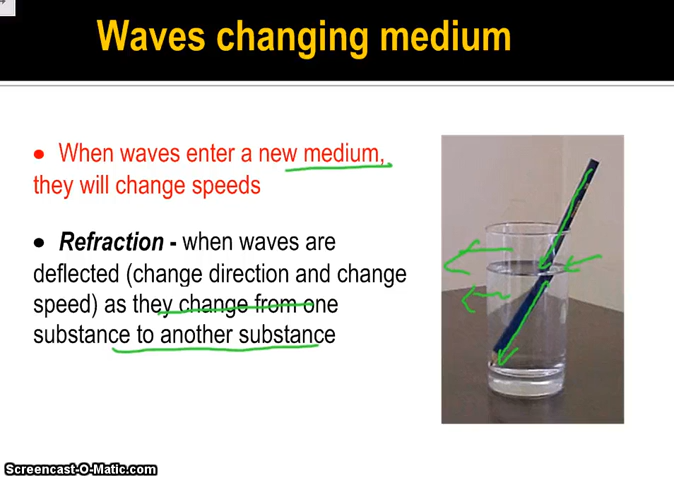 Waves changing medium
• When waves enter a new medium,
they will change speeds
• Refraction - when waves are
deflected (change direction and change
speed) as they change from one
substance to another substance
Screencast-O-Matic.com